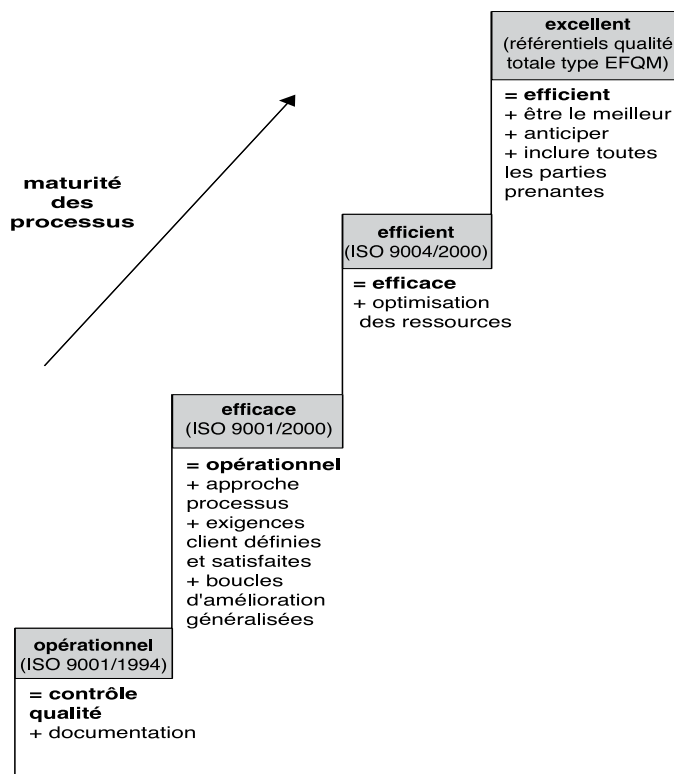 excellent
(référentiels qualité
totale type EFQM)
= efficient
+ être le meilleur
+ anticiper
+ inclure toutes
les parties
prenantes
maturité
des
processus
efficient
(ISO 9004/2000)
= efficace
+ optimisation
des ressources
efficace
(ISO 9001/2000)
= opérationnel
+ approche
processus
+ exigences
client définies
et satisfaites
+ boucles
d'amélioration
généralisées
opérationnel
(ISO 9001/1994)
= contrôle
qualité
+ documentation